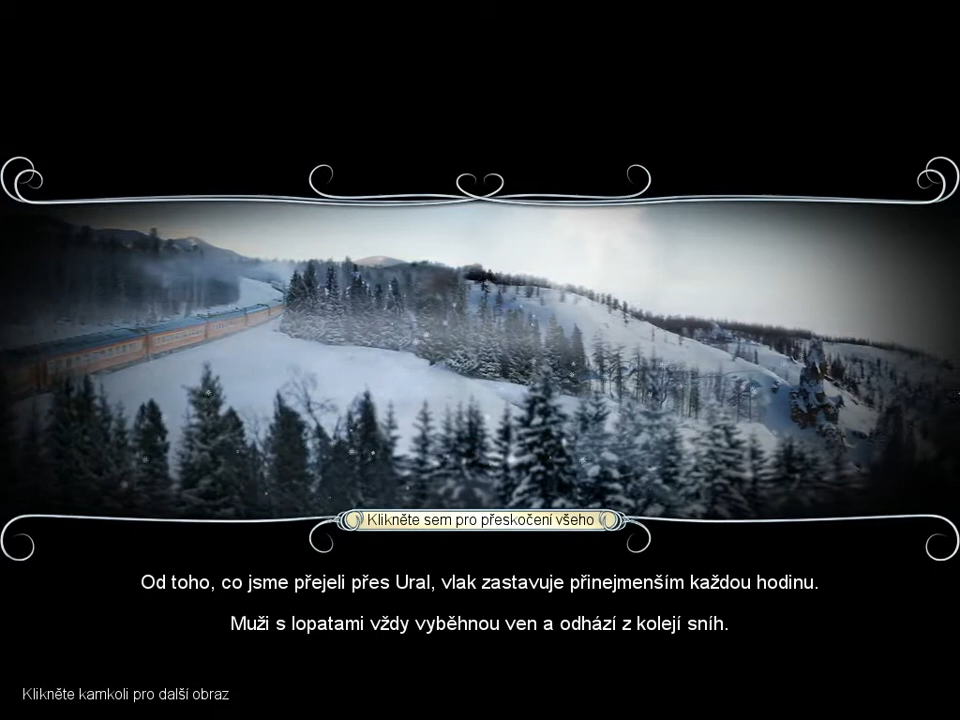 Klikněte sem pro přeskočení všeho
Od toho, co jsme přejeli přes Ural, vlak zastavuje přinejmenším každou hodinu.
Muži s lopatami vždy vyběhnou ven a odhází z kolejí sníh.
Klikněte kamkoli pro další obraz